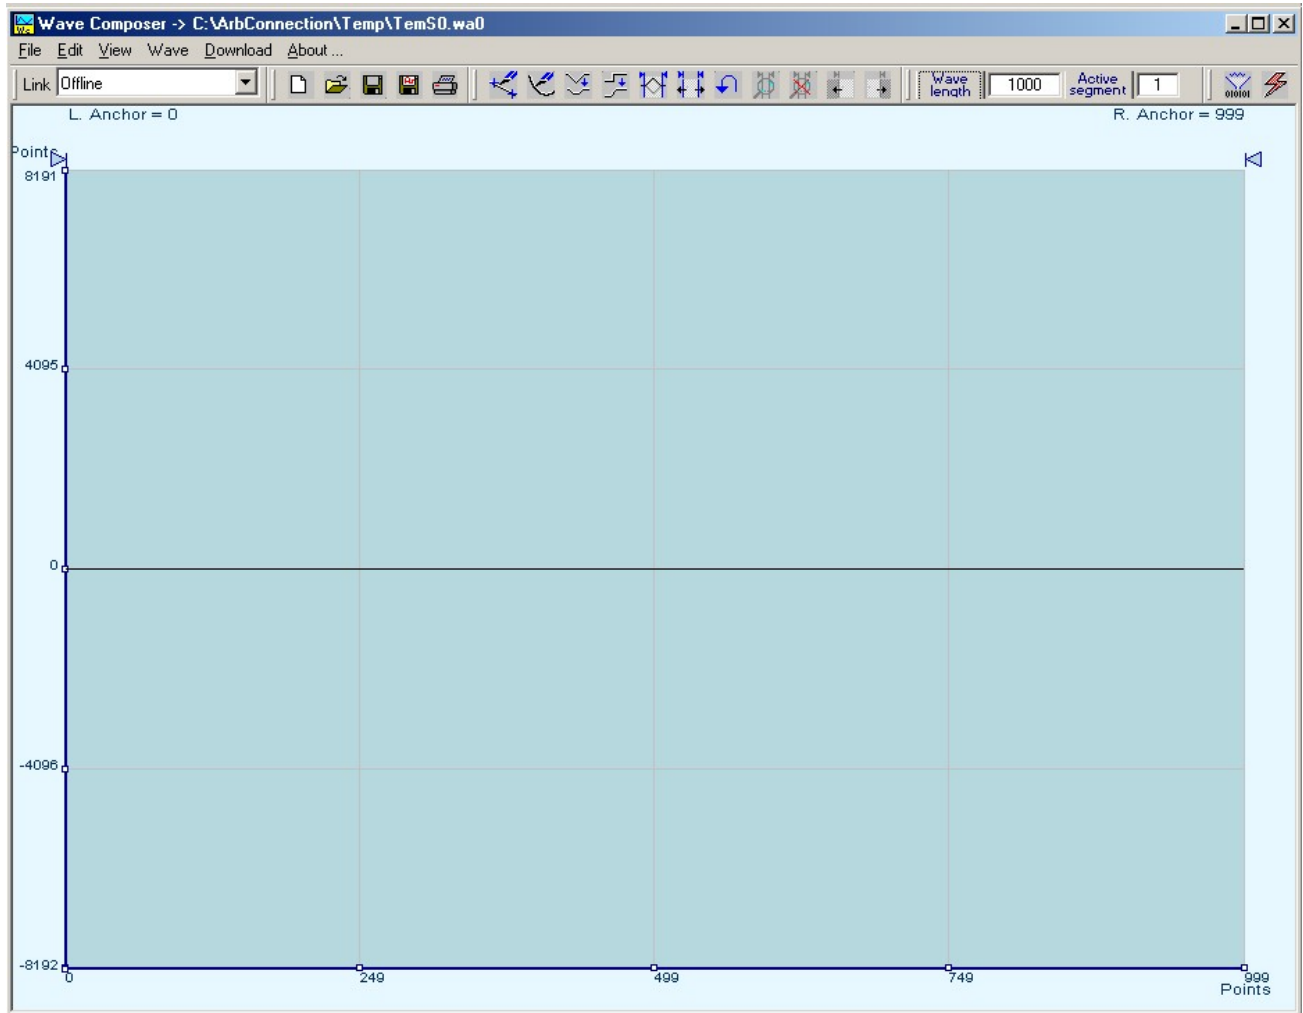 Wave Composer -> C:\ArbConnection\Temp\TemS0.wa0
File Edit View Wave Download About ...
Link Offline Wave length 1000 Active segment 1
L. Anchor = 0 R. Anchor = 999
Points
8191
4095
0
-4096
-8192
0 249 499 749 999
Points